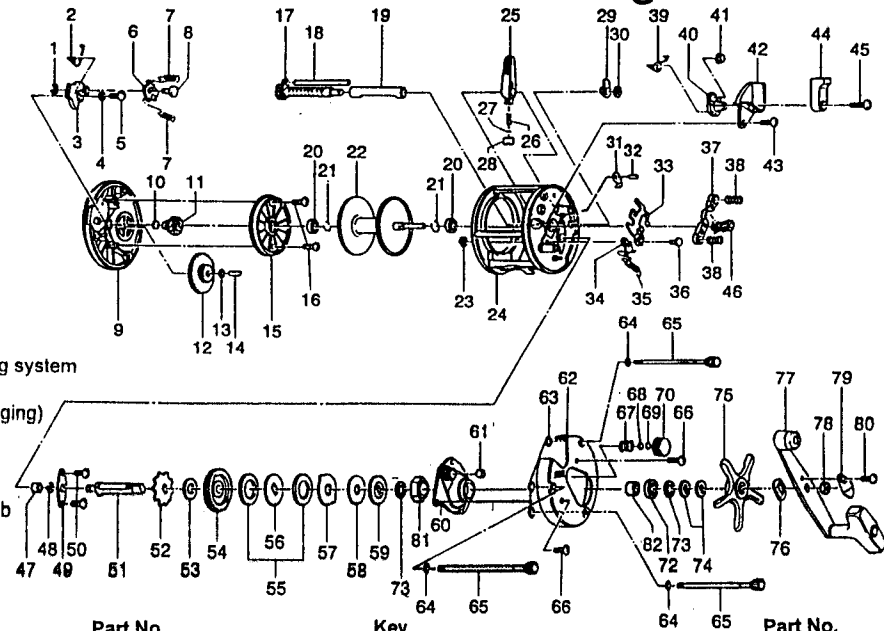 17 19 25
2 7 18 29 39 41 44
1 6 8 30 40 42 45
27
26
3 28 31 32 33 37 43
4 5 7 20 22 20 38
10 11 21 21
16 23 34 36 38
9 13 15 24 35 46
12 14
g system 64 65
62 75 77 79
ging) 63 68 70
67 69 66 78 80
61
b 60
48 50 52 54 56 57 59 81 82 73 76
47 49 51 53 55 58 73 72 74
64 65 66 64 65
Part No. Key Part No.